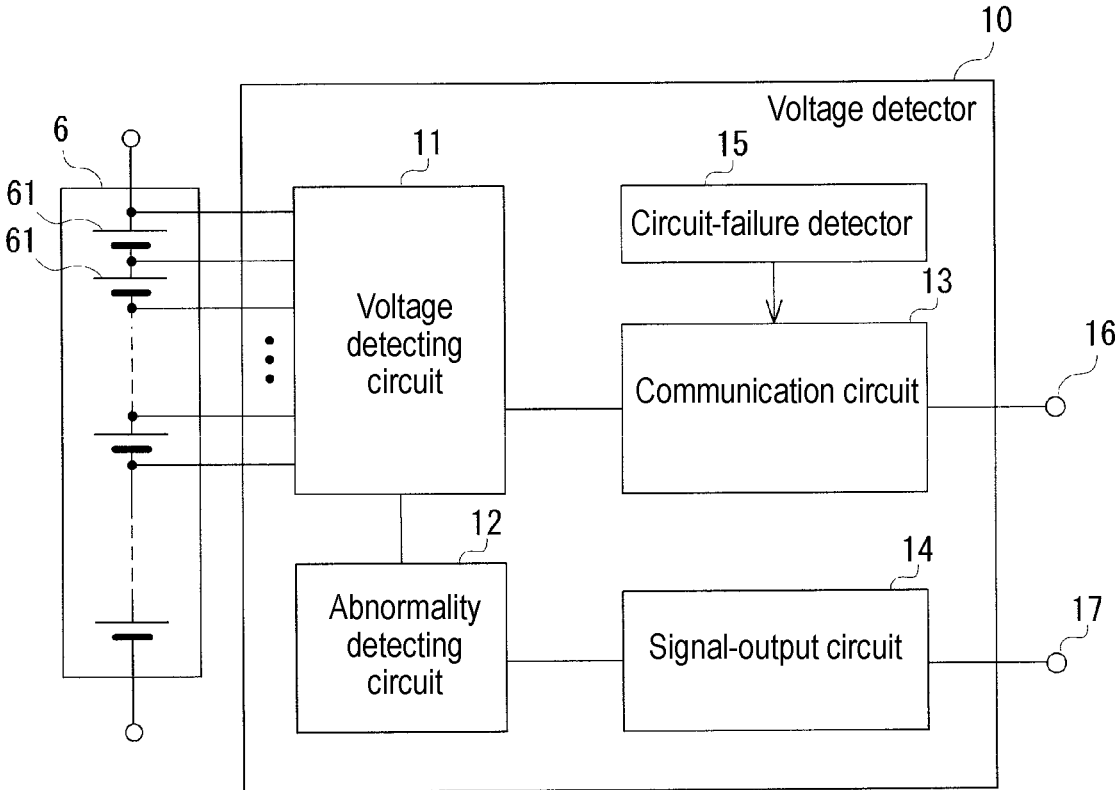 10
Voltage detector
6
11
15
61
Circuit-failure detector
61
13
Voltage
detecting
circuit
16
Communication circuit
12
14
Abnormality
detecting
circuit
17
Signal-output circuit